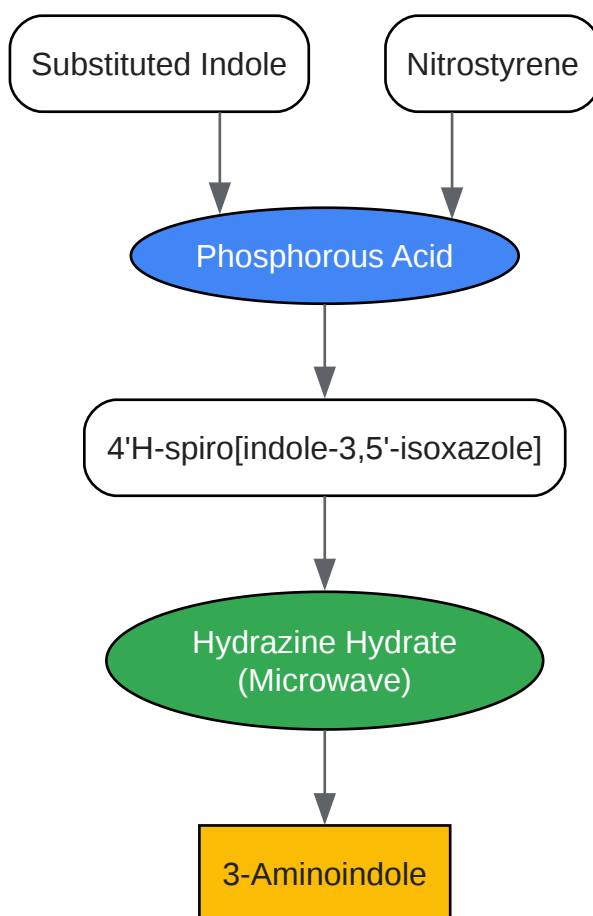 Substituted Indole
Nitrostyrene
Phosphorous Acid
4'H-spiro[indole-3,5'-isoxazole]
Hydrazine Hydrate
(Microwave)
3-Aminoindole